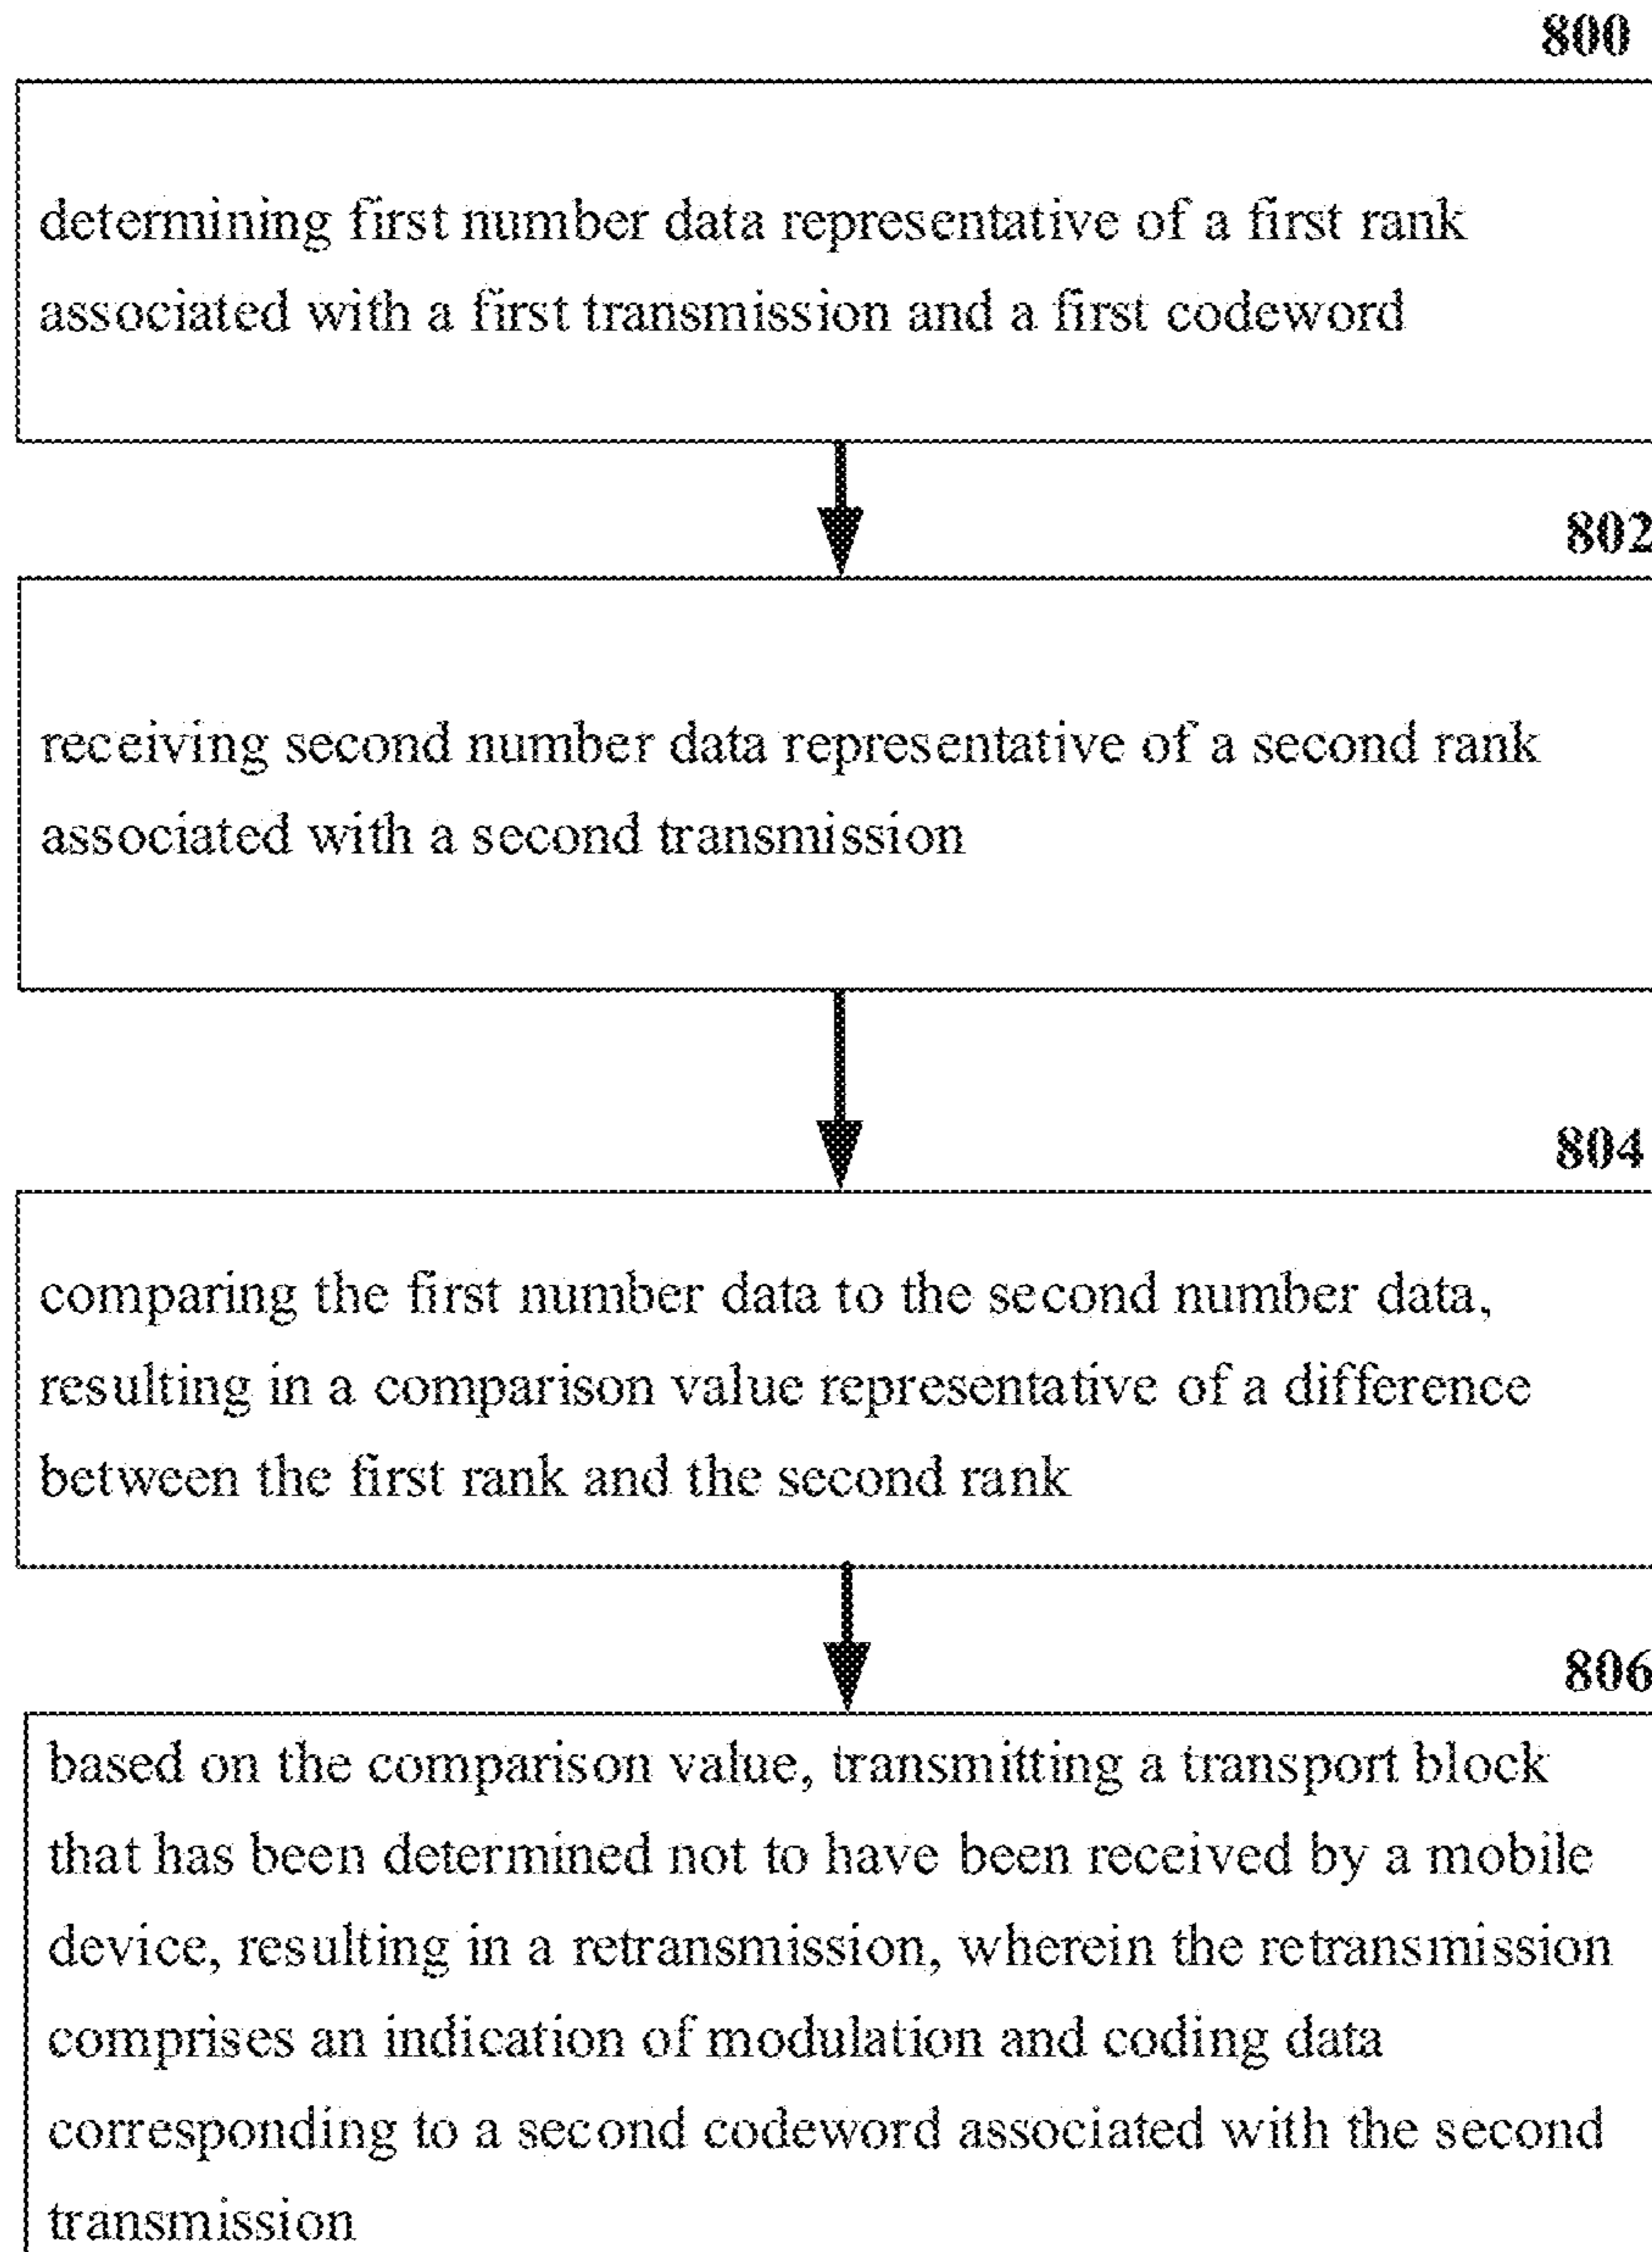 800
determining first number data representative of a first rank
associated with a first transmission and a first codeword
802
receiving second number data representative of a second rank
associated with a second transmission
804
comparing the first number data to the second number data,
resulting in a comparison value representative of a difference
between the first rank and the second rank
806
based on the comparison value, transmitting a transport block
that has been determined not to have been received by a mobile
device, resulting in a retransmission, wherein the retransmission
comprises an indication of modulation and coding data
corresponding to a second codeword associated with the second
transmission